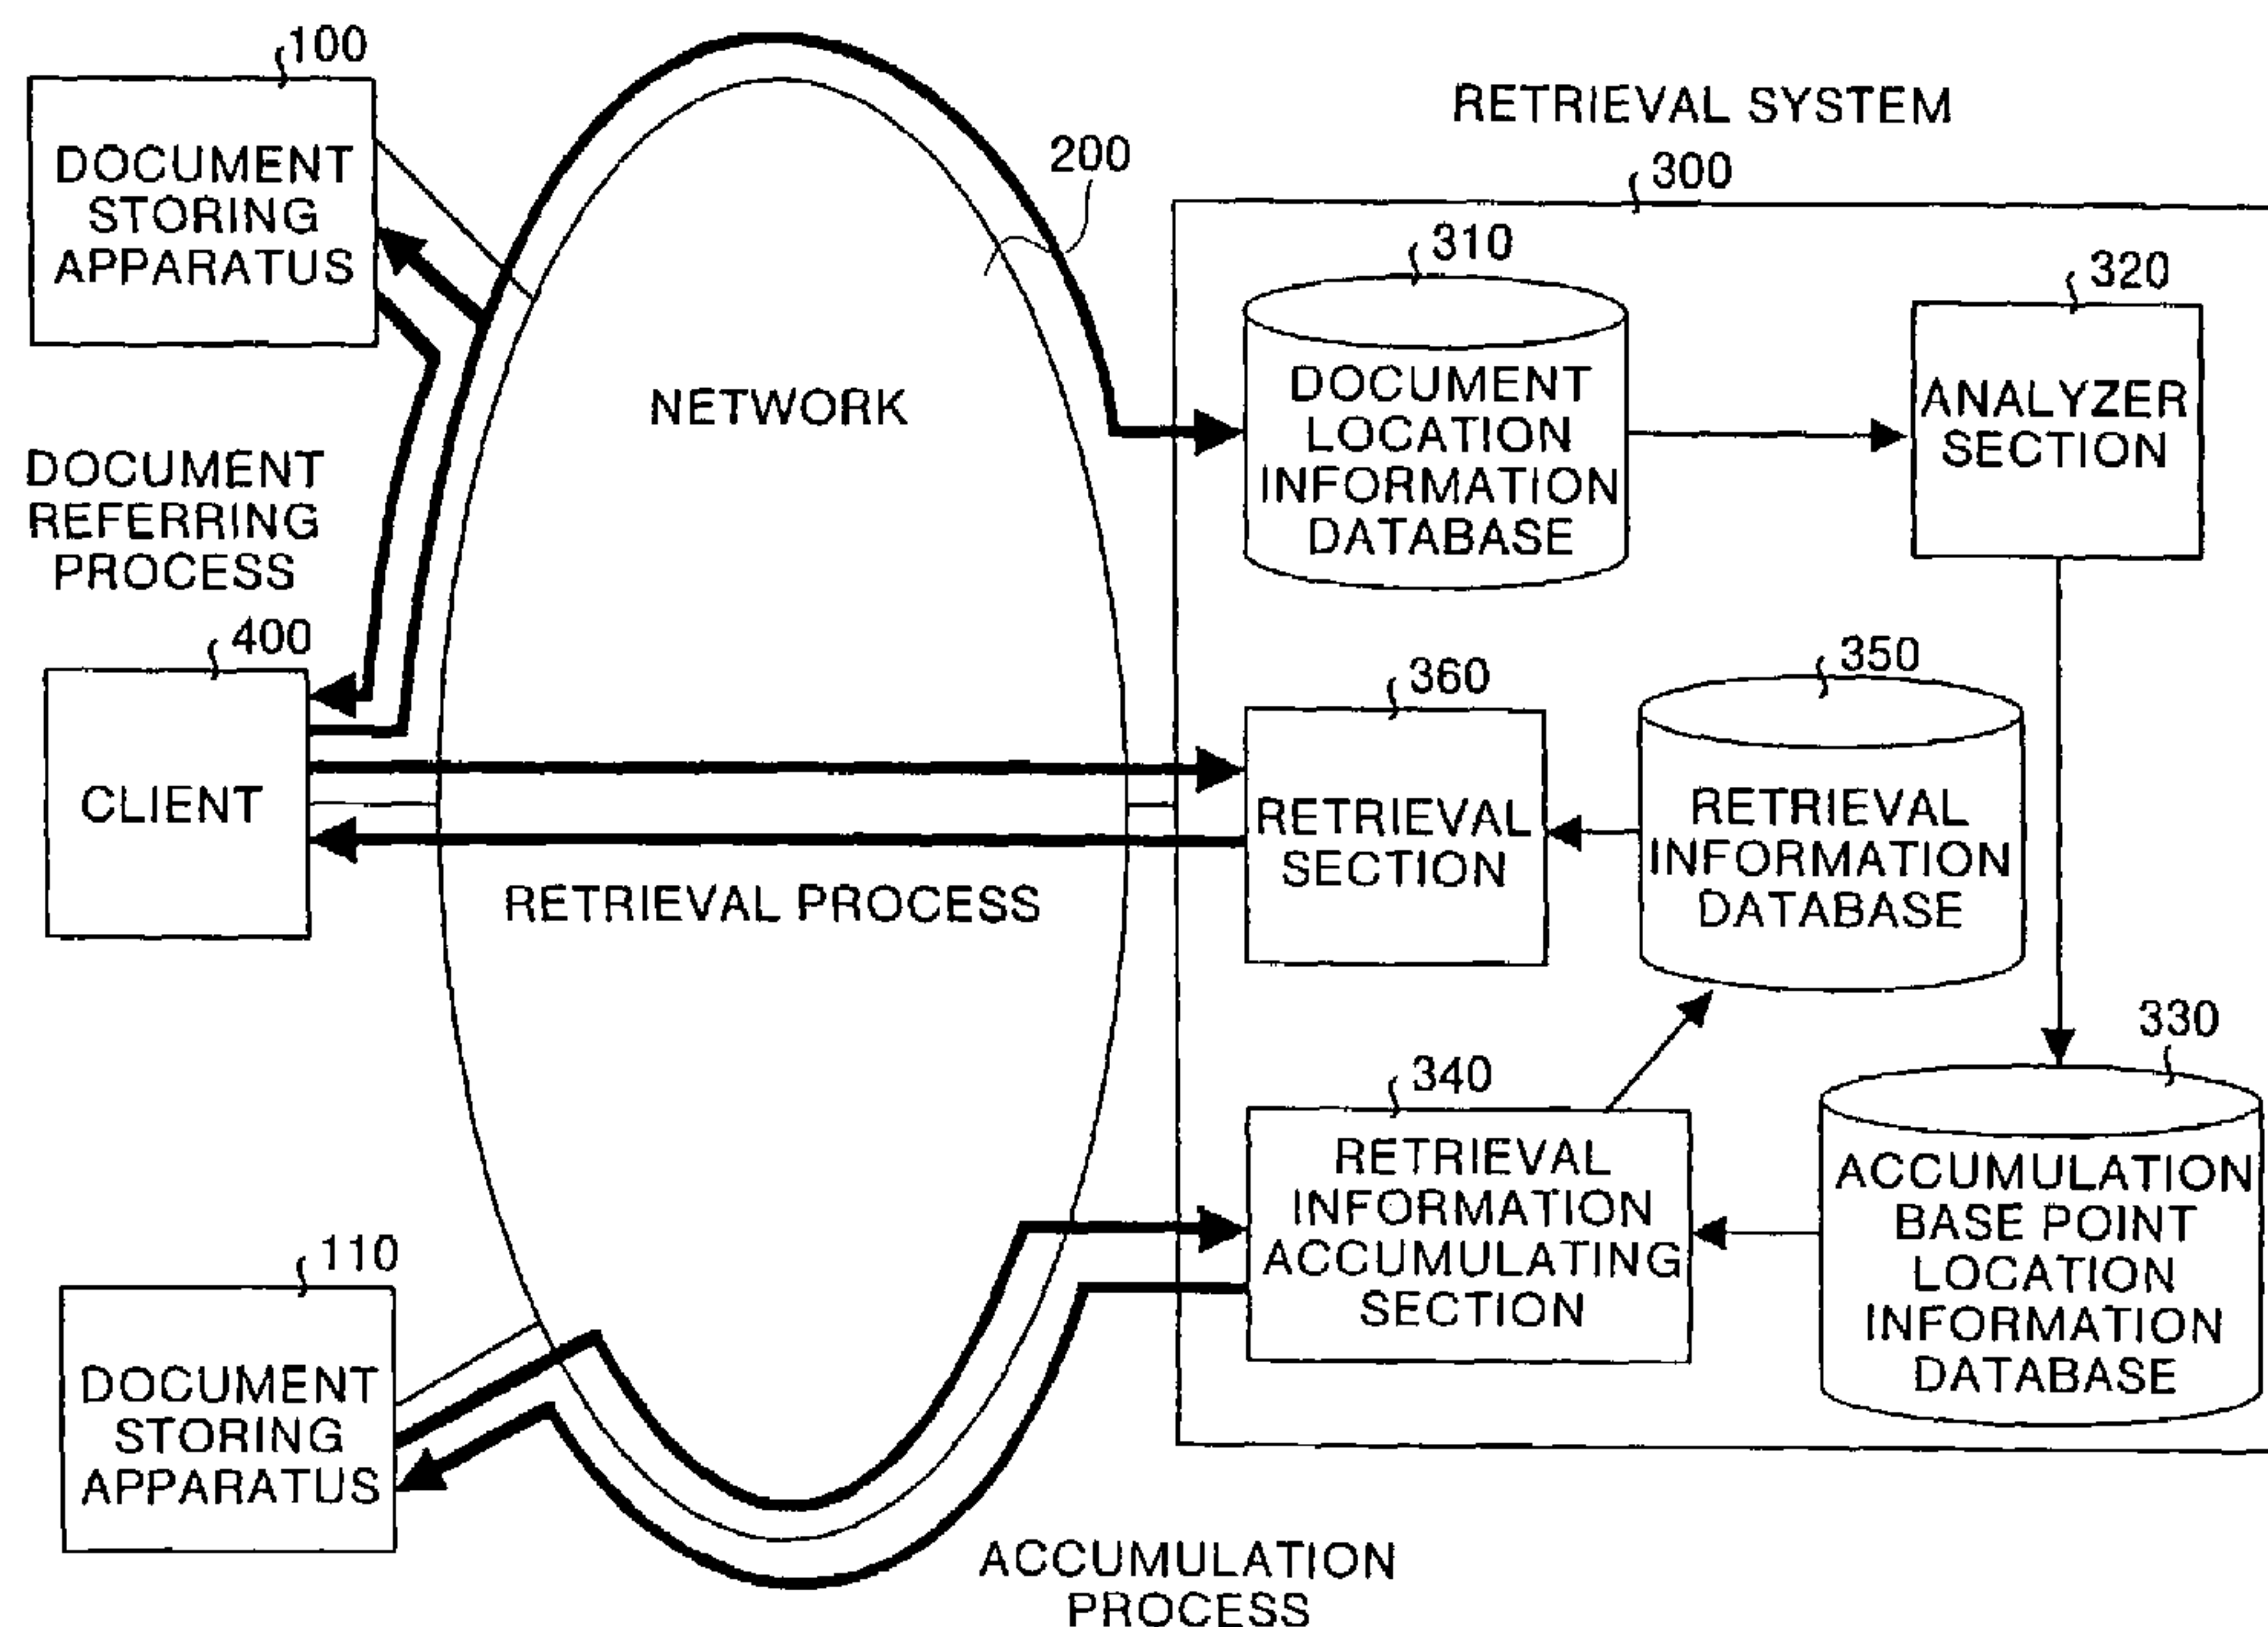 100
DOCUMENT
STORING
APPARATUS
RETRIEVAL SYSTEM
200
300
310
DOCUMENT
LOCATION
INFORMATION
DATABASE
320
ANALYZER
SECTION
NETWORK
DOCUMENT
REFERRING
PROCESS
400
CLIENT
360
RETRIEVAL
SECTION
350
RETRIEVAL
INFORMATION
DATABASE
RETRIEVAL PROCESS
340
RETRIEVAL
INFORMATION
ACCUMULATING
SECTION
330
ACCUMULATION
BASE POINT
LOCATION
INFORMATION
DATABASE
110
DOCUMENT
STORING
APPARATUS
ACCUMULATION
PROCESS